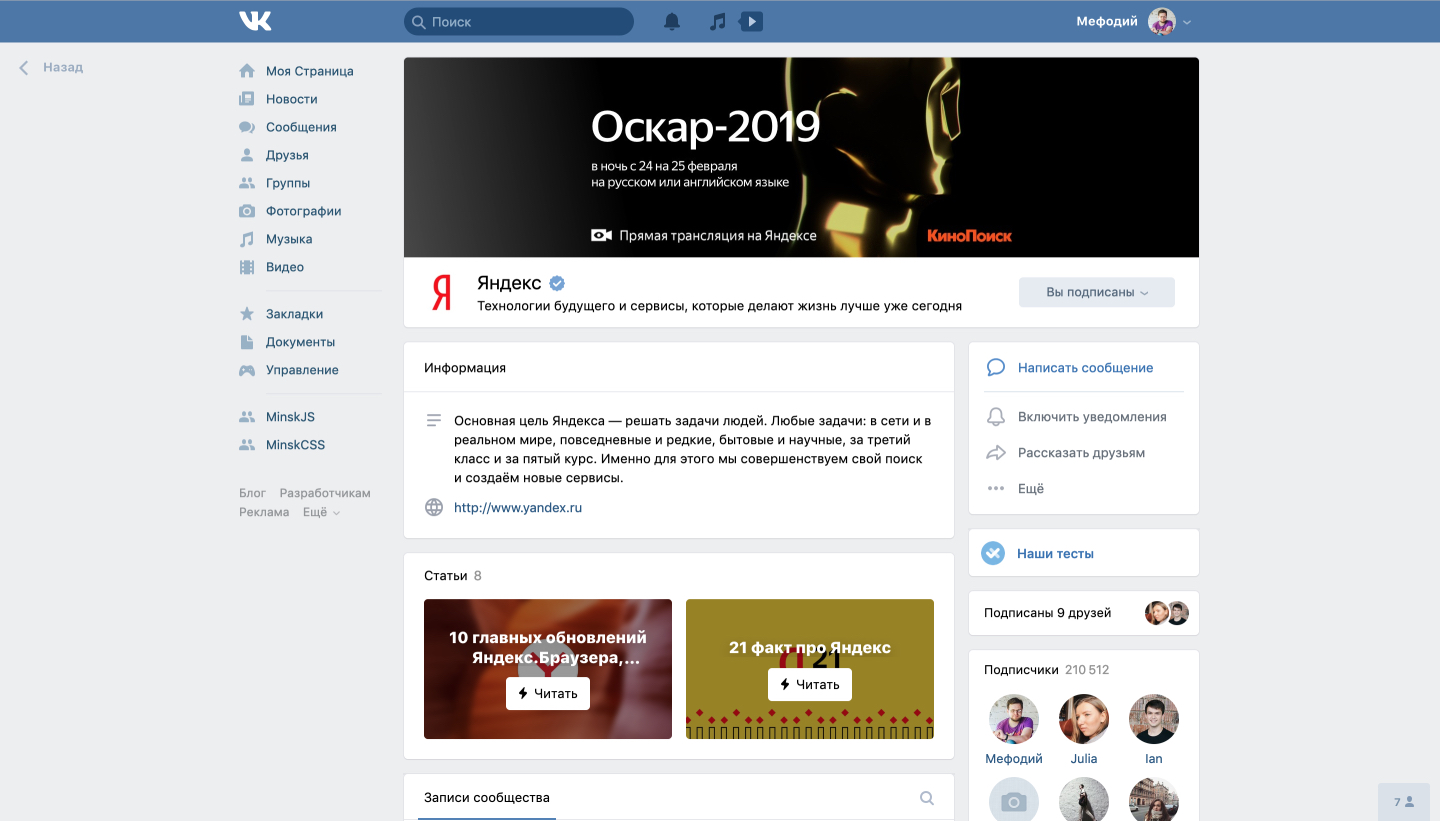 VK
Поиск
Мефодий
Назад
Моя Страница
Новости
Сообщения
Друзья
Группы
Фотографии
Музыка
Видео
Закладки
Документы
Управление
MinskJS
MinskCSS
Блог Разработчикам
Реклама Ещё
Оскар-2019
в ночь с 24 на 25 февраля
на русском или английском языке
Прямая трансляция на Яндексе
КиноПоиск
Я
Яндекс
Технологии будущего и сервисы, которые делают жизнь лучше уже сегодня
Вы подписаны
Информация
Основная цель Яндекса — решать задачи людей. Любые задачи: в сети и в
реальном мире, повседневные и редкие, бытовые и научные, за третий
класс и за пятый курс. Именно для этого мы совершенствуем свой поиск
и создаём новые сервисы.
http://www.yandex.ru
Статьи 8
10 главных обновлений
Яндекс.Браузера,...
Читать
21 факт про Яндекс
Я 21
Читать
Записи сообщества
Написать сообщение
Включить уведомления
Рассказать друзьям
Ещё
Наши тесты
Подписаны 9 друзей
Подписчики 210 512
Мефодий
Julia
Ian
7